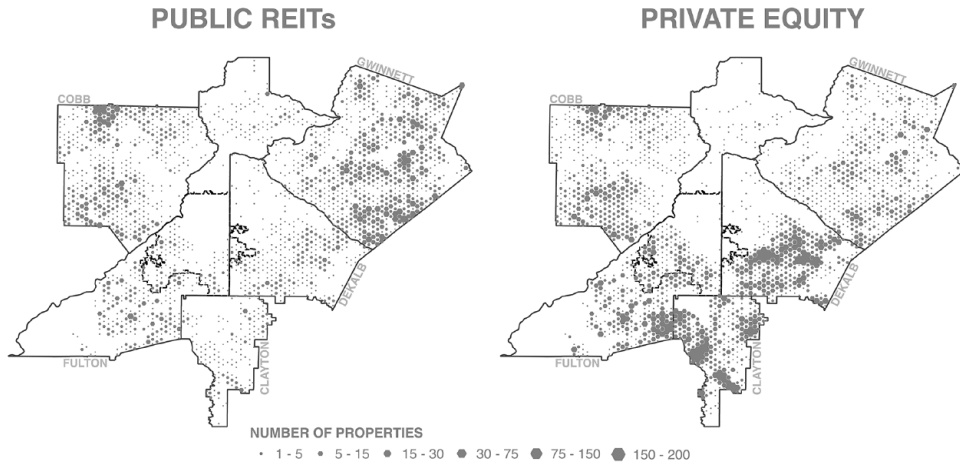 PUBLIC REITs
PRIVATE EQUITY
COBB
GWINNETT
DEKALB
FULTON
CLAYTON
COBB
GWINNETT
DEKALB
FULTON
CLAYTON
NUMBER OF PROPERTIES
1 - 5 5 - 15 15 - 30 30 - 75 75 - 150 150 - 200